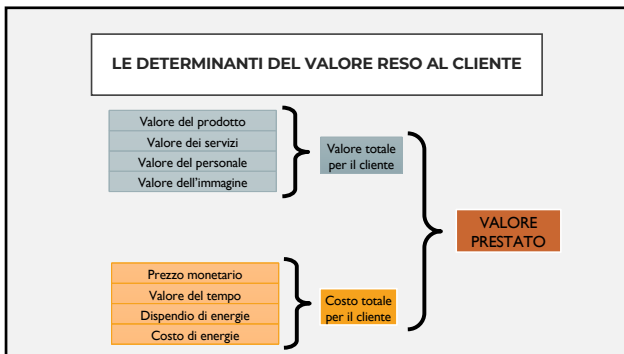 LE DETERMINANTI DEL VALORE RESO AL CLIENTE
Valore del prodotto
Valore dei servizi
Valore del personale
Valore dell'immagine
Valore totale
per il cliente
VALORE
PRESTATO
Prezzo monetario
Valore del tempo
Dispendio di energie
Costo di energie
Costo totale
per il cliente